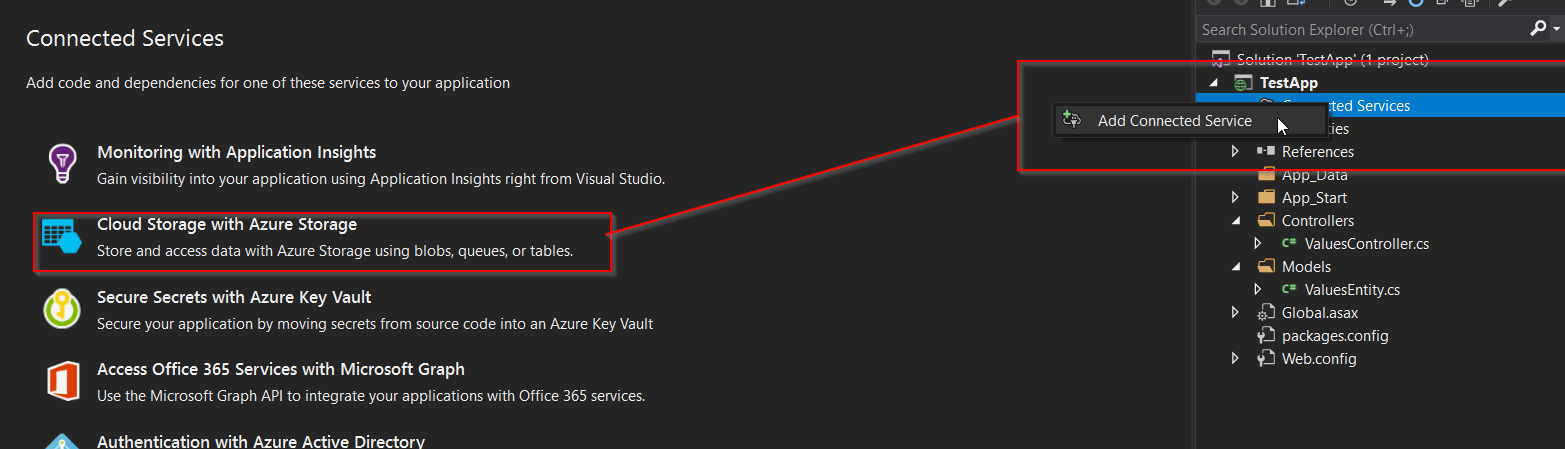 Connected Services
Add code and dependencies for one of these services to your application
Monitoring with Application Insights
Gain visibility into your application using Application Insights right from Visual Studio.
Cloud Storage with Azure Storage
Store and access data with Azure Storage using blobs, queues, or tables.
Secure Secrets with Azure Key Vault
Secure your application by moving secrets from source code into an Azure Key Vault
Access Office 365 Services with Microsoft Graph
Use the Microsoft Graph API to integrate your applications with Office 365 services.
Authentication with Azure Active Directory
Search Solution Explorer (Ctrl+;)
Solution 'TestApp' (1 project)
TestApp
Services
Add Connected Service
References
App_Data
App_Start
Controllers
C# ValuesController.cs
Models
C# ValuesEntity.cs
Global.asax
packages.config
Web.config